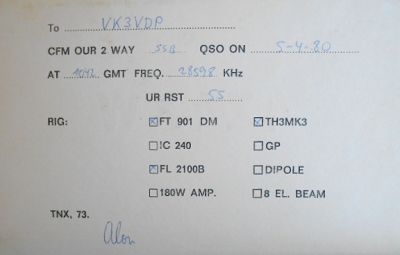 To VK3VDP
CFM OUR 2 WAY SSB QSO ON 5-4-80
AT 1042 GMT FREQ. 28598 KHz
UR RST 55
RIG: ☒FT 901 DM ☒TH3MK3
☐IC 240 ☐GP
☒FL 2100B ☐DIPOLE
☐180W AMP. ☐8 EL. BEAM
TNX, 73.
Alon